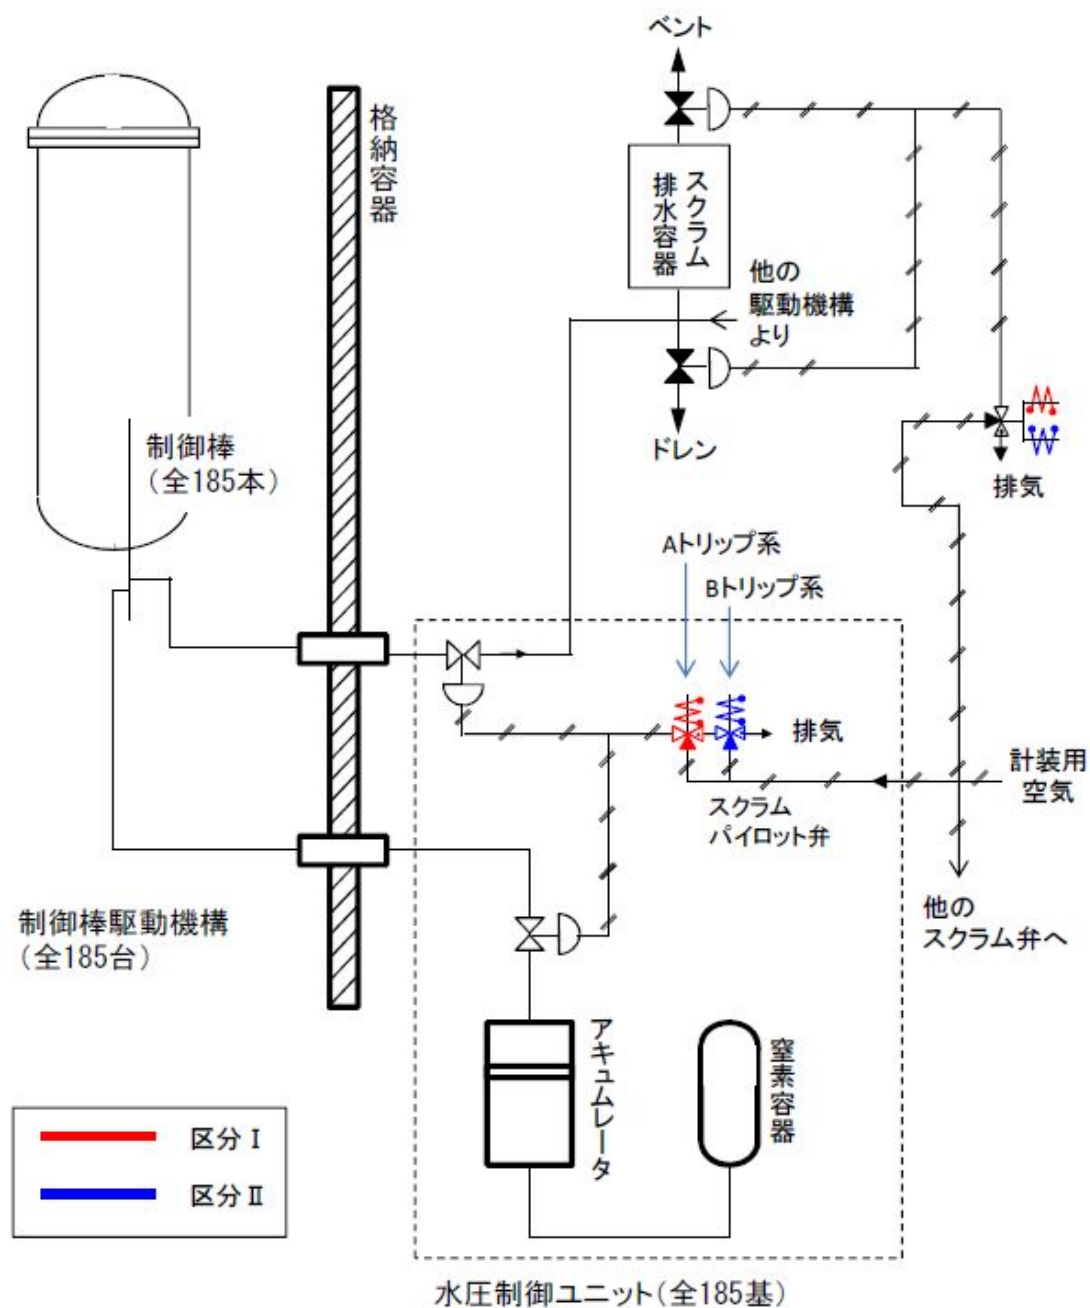 ベント
格納容器
スクラム
排水容器
他の
駆動機構
より
ドレン
制御棒
（全185本）
排気
Aトリップ系
Bトリップ系
排気
計装用
空気
スクラム
パイロット弁
他の
スクラム弁へ
制御棒駆動機構
（全185台）
アキュムレータ
窒素容器
区分Ⅰ
区分Ⅱ
水圧制御ユニット（全185基）